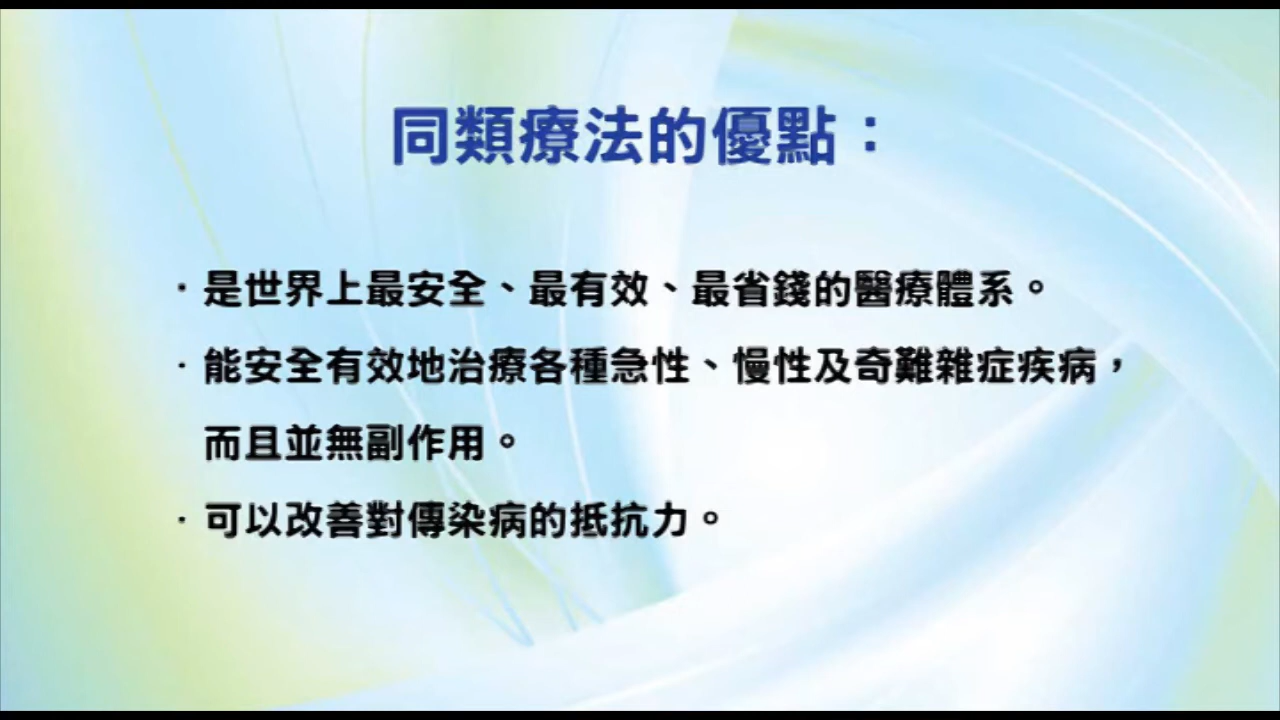 同類療法的優點：
·是世界上最安全、最有效、最省錢的醫療體系。
·能安全有效地治療各種急性、慢性及奇難雜症疾病，
而且並無副作用。
·可以改善對傳染病的抵抗力。